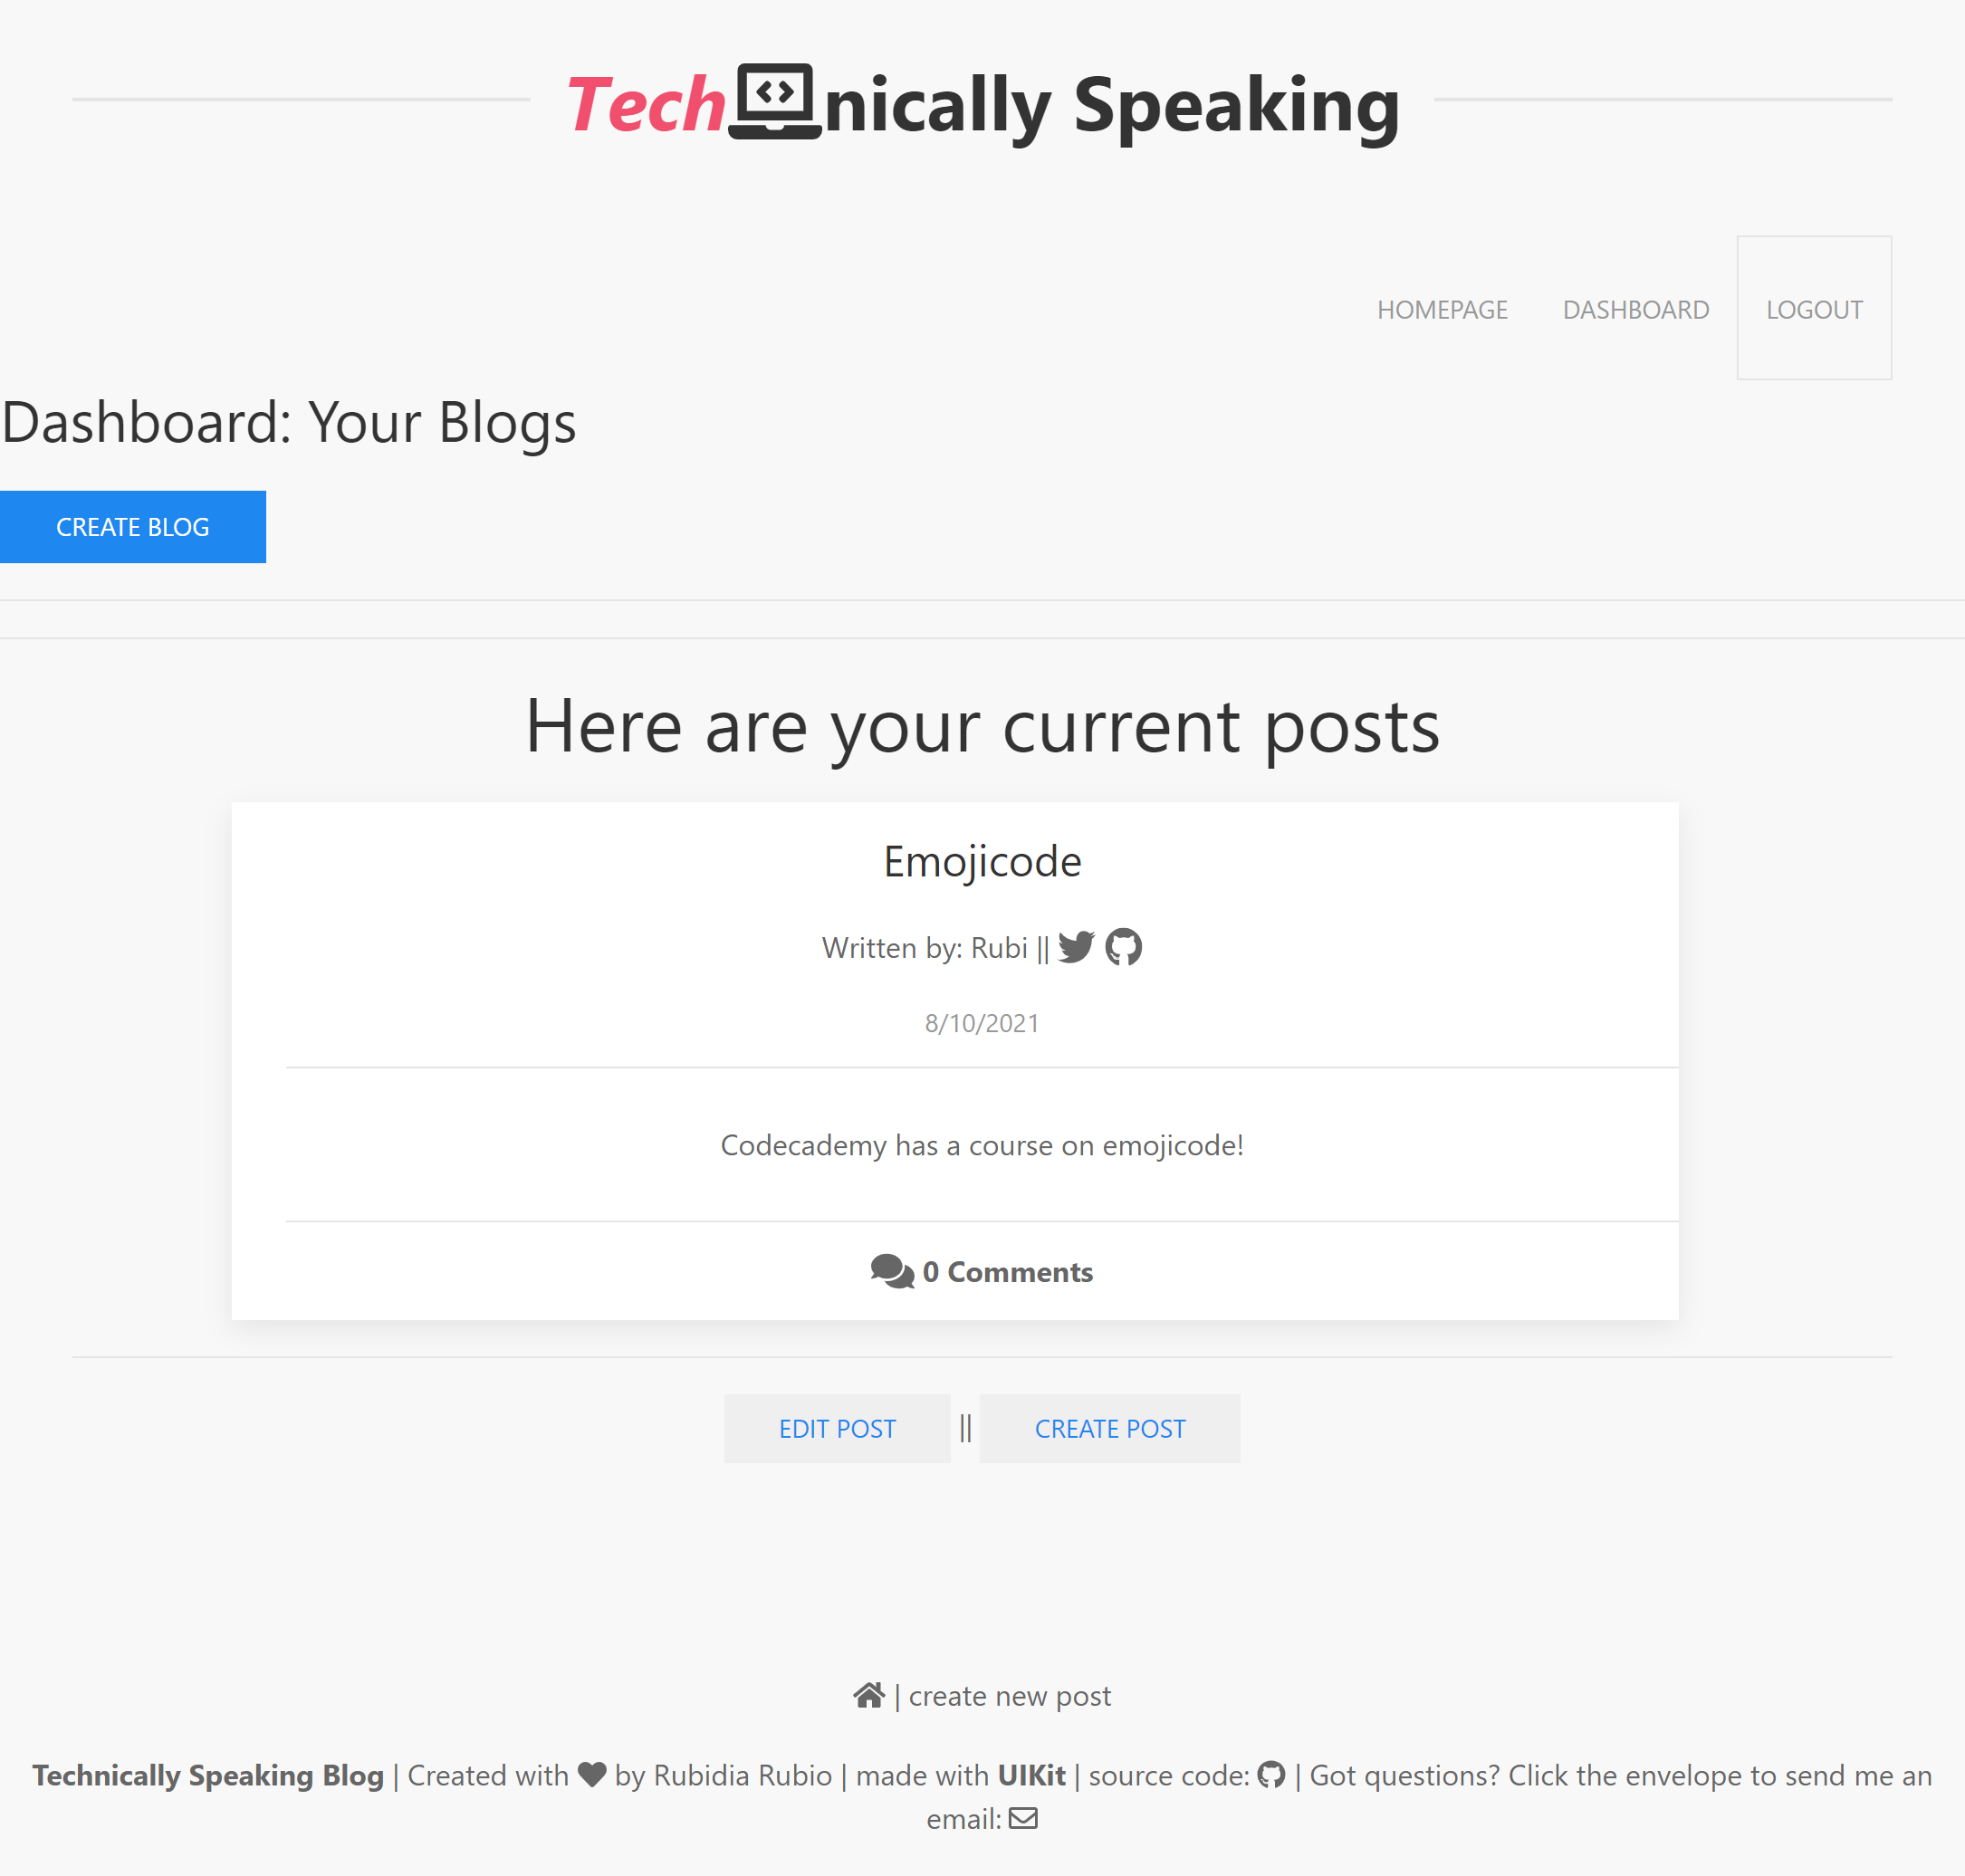 Technically Speaking
HOMEPAGE DASHBOARD LOGOUT
Dashboard: Your Blogs
CREATE BLOG
Here are your current posts
Emojicode
Written by: Rubi ||
8/10/2021
Codecademy has a course on emojicode!
0 Comments
EDIT POST || CREATE POST
| create new post
Technically Speaking Blog | Created with by Rubidia Rubio | made with UIKit | source code: | Got questions? Click the envelope to send me an
email: